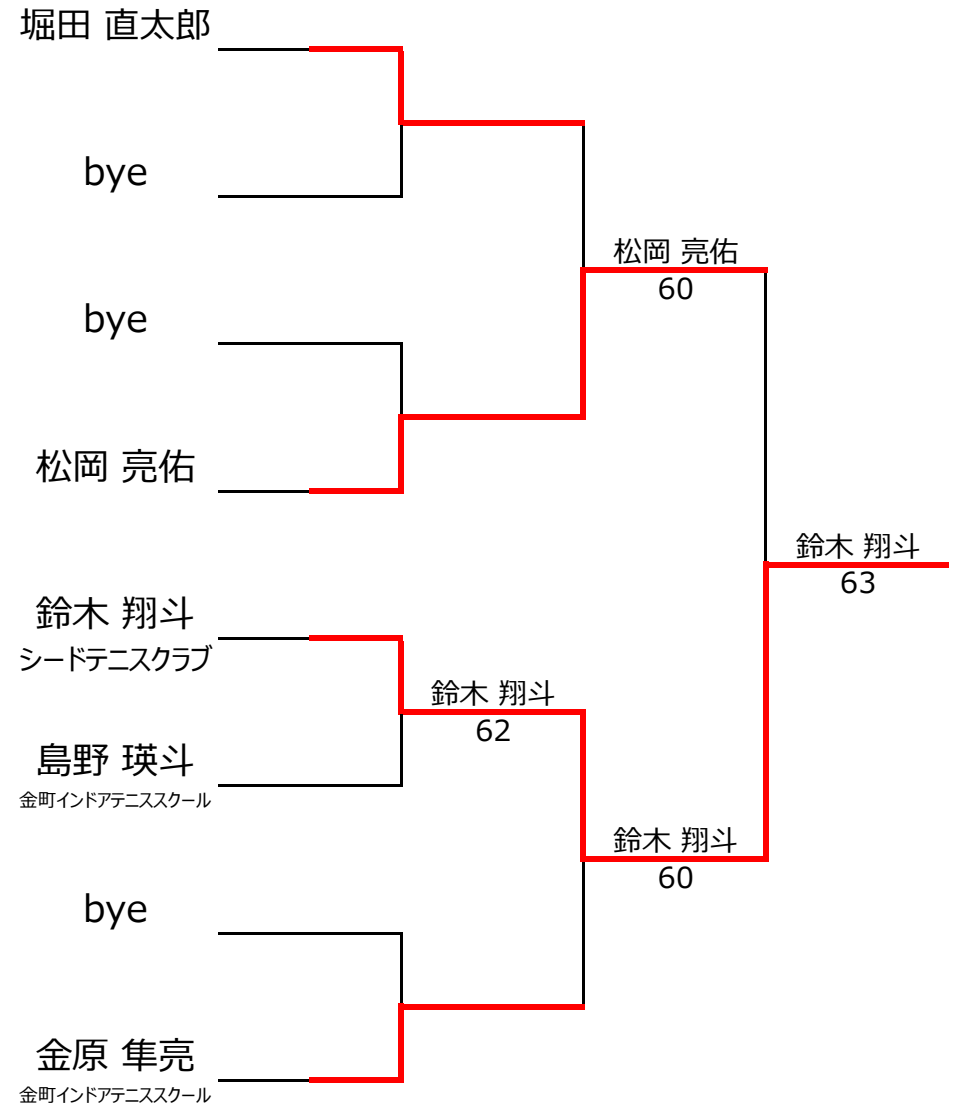 堀田 直太郎
bye
bye
松岡 亮佑
鈴木 翔斗
シードテニスクラブ
島野 瑛斗
金町インドアテニススクール
bye
金原 隼亮
金町インドアテニススクール
鈴木 翔斗
62
松岡 亮佑
60
鈴木 翔斗
60
鈴木 翔斗
63